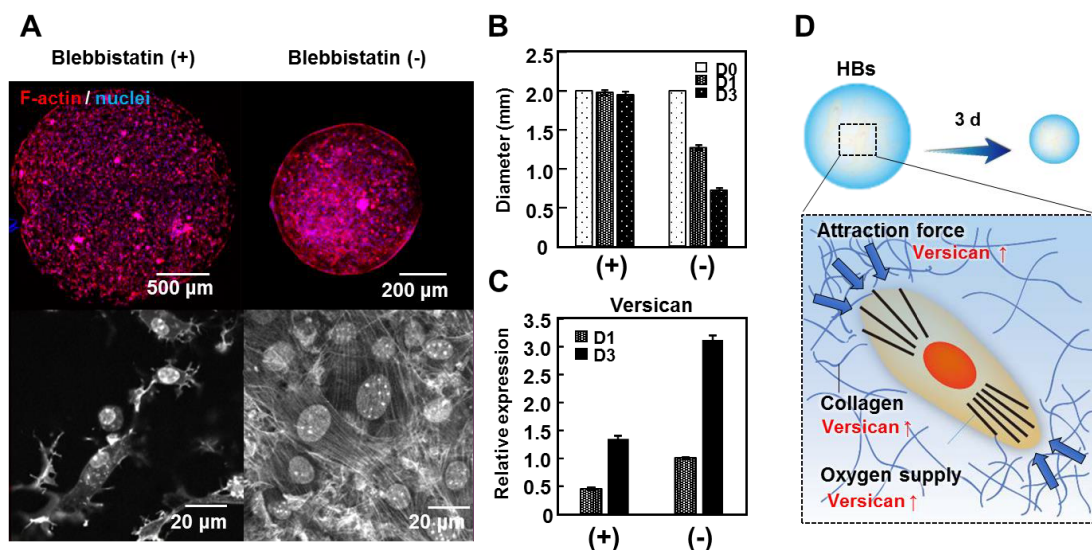 A
Blebbistatin (+)
Blebbistatin (-)
F-actin / nuclei
500 µm
200 µm
20 µm
20 µm
B
2.5
2.0
1.5
1.0
0.5
0
Diameter (mm)
D0
D1
D3
(+)
(-)
C
Versican
3.5
3.0
2.5
2.0
1.5
1.0
0.5
0
Relative expression
D1
D3
(+)
(-)
D
HBs
3 d
Attraction force
Versican ↑
Collagen
Versican ↑
Oxygen supply
Versican ↑